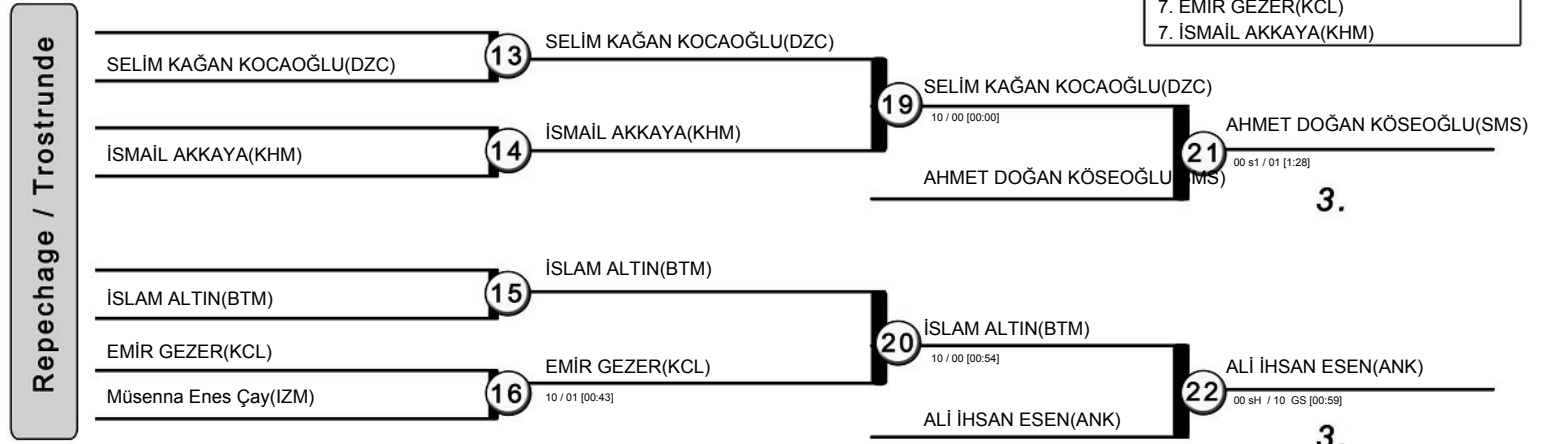 7. EMİR GEZER(KCL)
7. İSMAİL AKKAYA(KHM)
Repechage / Trostrunde
SELİM KAĞAN KOCAOĞLU(DZC)
13
SELİM KAĞAN KOCAOĞLU(DZC)
İSMAİL AKKAYA(KHM)
14
İSMAİL AKKAYA(KHM)
19
SELİM KAĞAN KOCAOĞLU(DZC)
10 / 00 [00:00]
AHMET DOĞAN KÖSEOĞLU(SMS)
21
AHMET DOĞAN KÖSEOĞLU(SMS)
00 s1 / 01 [1:28]
3.
İSLAM ALTIN(BTM)
15
İSLAM ALTIN(BTM)
EMİR GEZER(KCL)
Müsenna Enes Çay(IZM)
16
EMİR GEZER(KCL)
10 / 01 [00:43]
20
İSLAM ALTIN(BTM)
10 / 00 [00:54]
ALİ İHSAN ESEN(ANK)
22
ALİ İHSAN ESEN(ANK)
00 sH / 10 GS [00:59]
3.